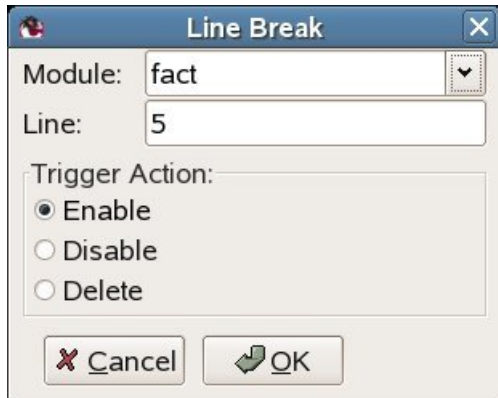 Line Break
Module: fact
Line: 5
Trigger Action:
Enable
Disable
Delete
Cancel OK